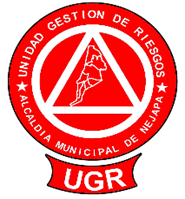 UNIDAD GESTION DE RIESGOS
ALCALDIA MUNICIPAL DE NEJAPA
UGR